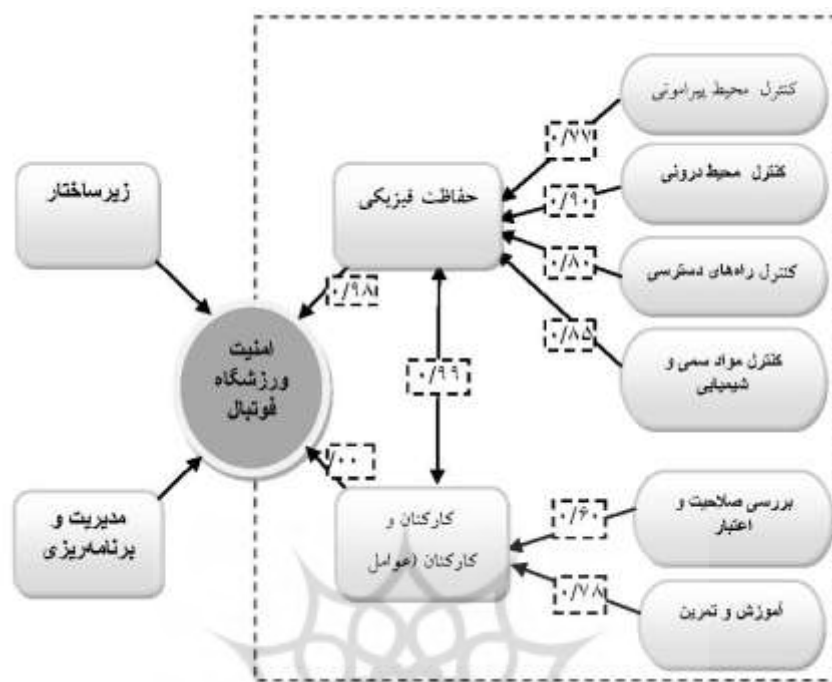 کنترل محیط پیرامونی
۰/۷۷
کنترل محیط درونی
زیرساختار
حفاظت فیزیکی
۰/۹۰
کنترل راه‌های دسترسی
۰/۸۰
۰/۹۸
امنیت
ورزشگاه
فوتبال
۰/۸۵
کنترل مواد سمی و
شیمیایی
۰/۹۹
/۰۰
بررسی صلاحیت و
اعتبار
مدیریت و
برنامه‌ریزی
کارکنان و
کارکنان (عوامل
۰/۶۰
۰/۷۸
آموزش و تمرین